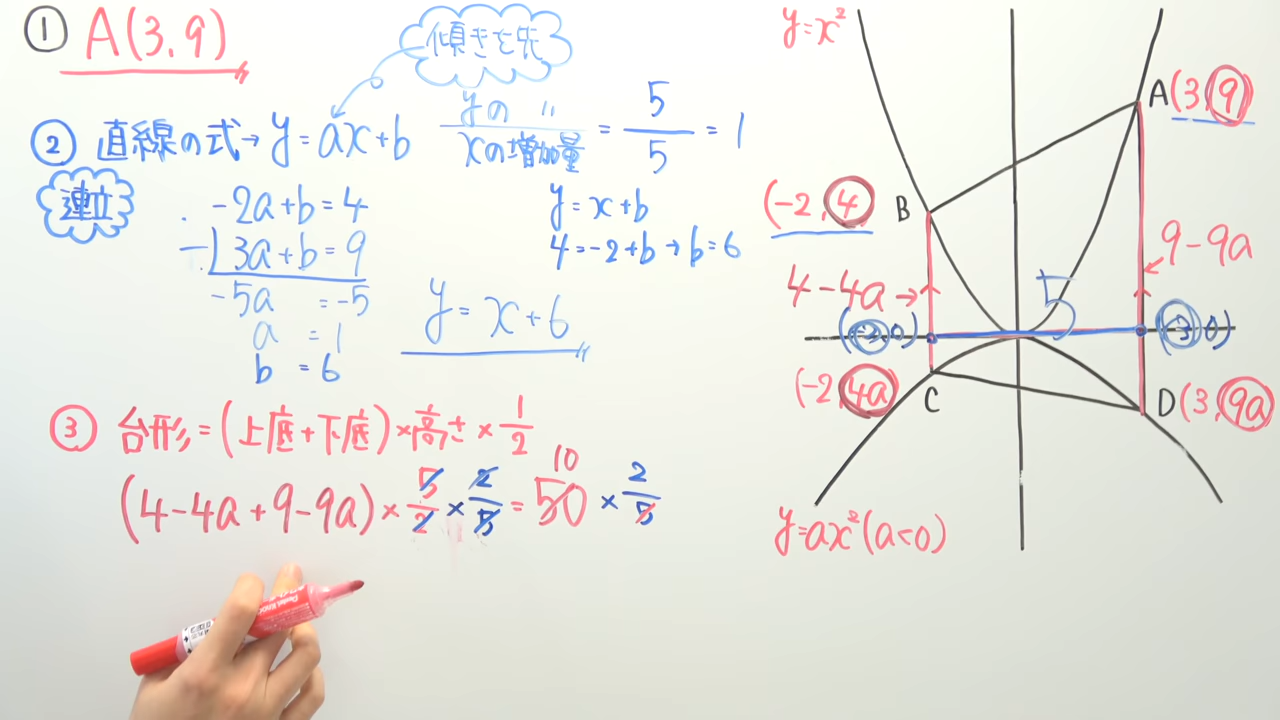 ① A(3,9)
傾きを先
② 直線の式→y=ax+b
yの 〃 / xの増加量 = 5/5 = 1
連立
-2a+b=4
-) 3a+b=9
-5a =-5
a =1
b =6
y=x+b
4=-2+b→b=6
y=x+6
③ 台形=(上底+下底)×高さ×1/2
(4-4a+9-9a)×5/2×2/5=50×2/5
10
y=x²
A(3,9)
(-2,4) B
9-9a
4-4a→
5
(-2,0)
(3,0)
(-2,4a) C
D(3,9a)
y=ax²(a<0)